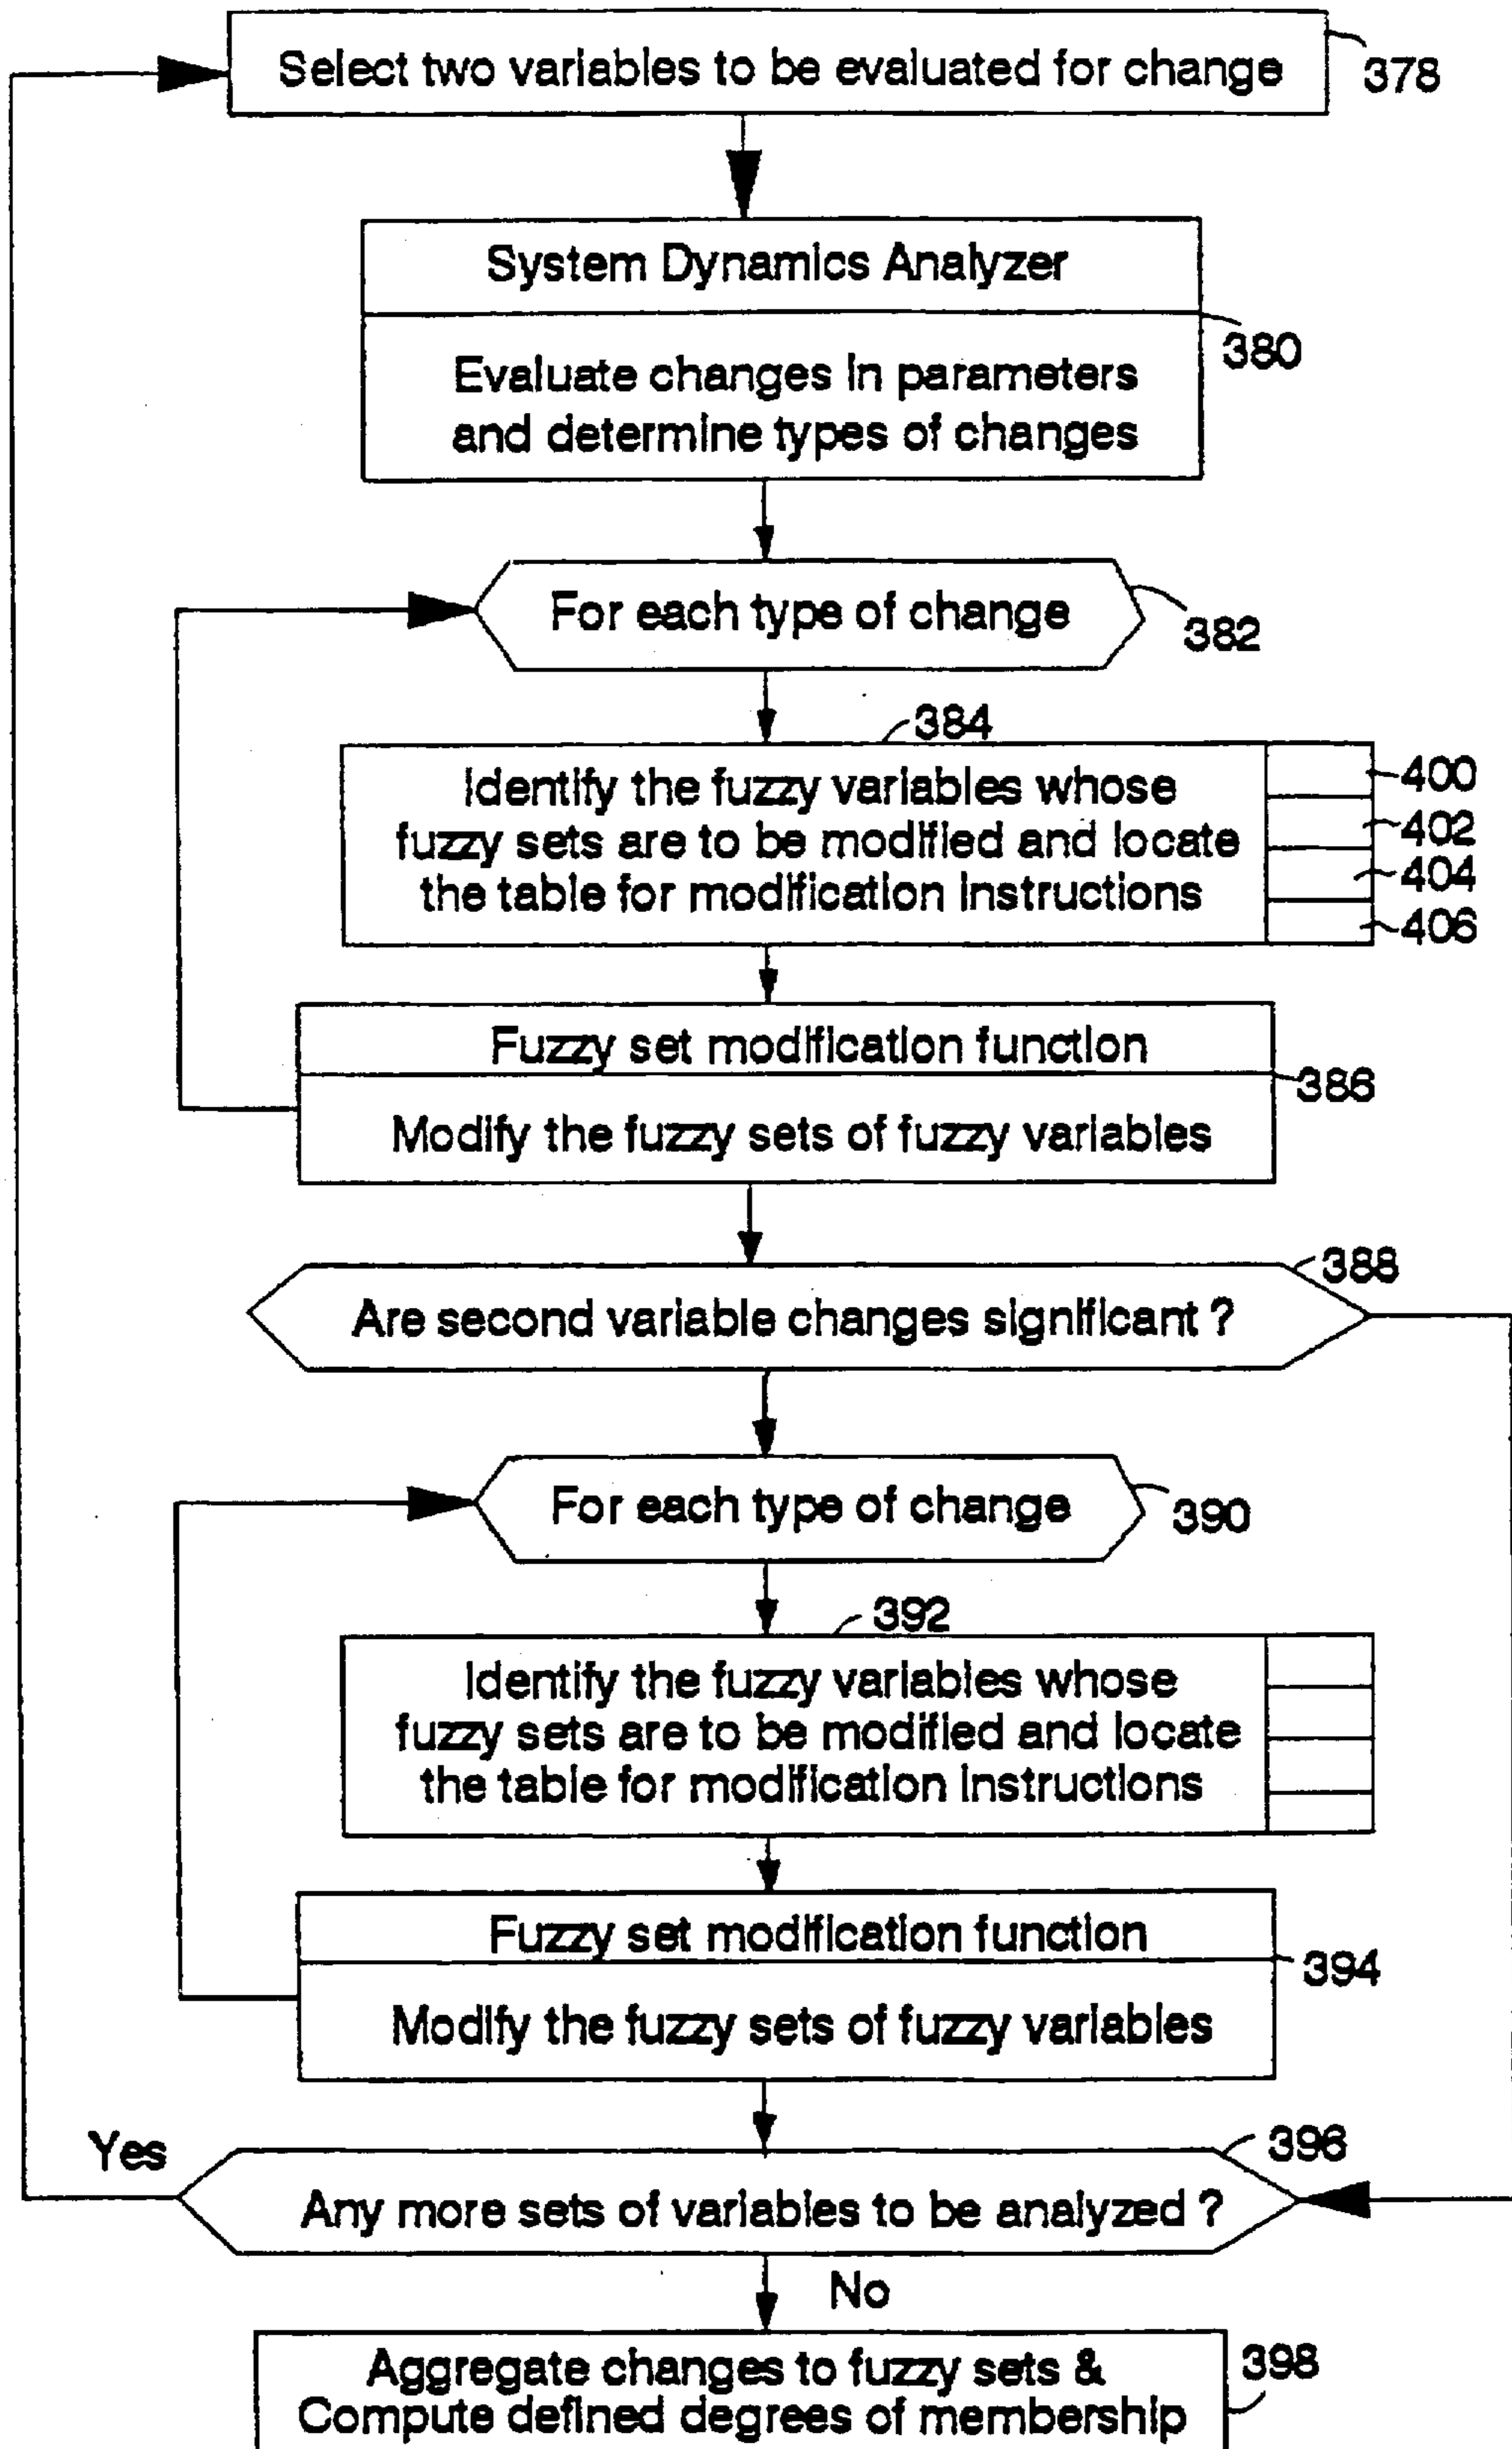 Select two variables to be evaluated for change
378
System Dynamics Analyzer
380
Evaluate changes in parameters
and determine types of changes
For each type of change
382
384
Identify the fuzzy variables whose
fuzzy sets are to be modified and locate
the table for modification instructions
400
402
404
406
Fuzzy set modification function
386
Modify the fuzzy sets of fuzzy variables
388
Are second variable changes significant ?
For each type of change
390
392
Identify the fuzzy variables whose
fuzzy sets are to be modified and locate
the table for modification instructions
Fuzzy set modification function
394
Modify the fuzzy sets of fuzzy variables
Yes
396
Any more sets of variables to be analyzed ?
No
Aggregate changes to fuzzy sets &
Compute defined degrees of membership
398